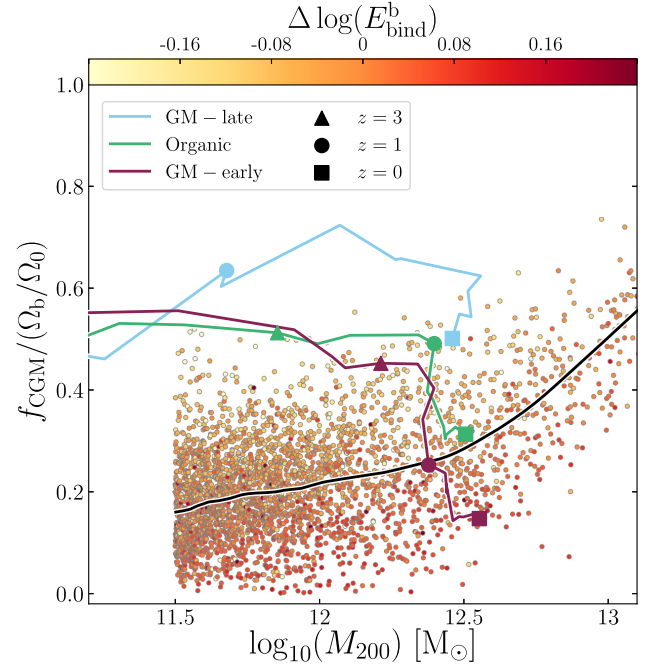 Δ log(E^b_bind)
-0.16 -0.08 0 0.08 0.16
GM – late
Organic
GM – early
z = 3
z = 1
z = 0
f_CGM/(Ω_b/Ω_0)
1.0
0.8
0.6
0.4
0.2
0.0
11.5 12 12.5 13
log_10(M_200) [M_⊙]